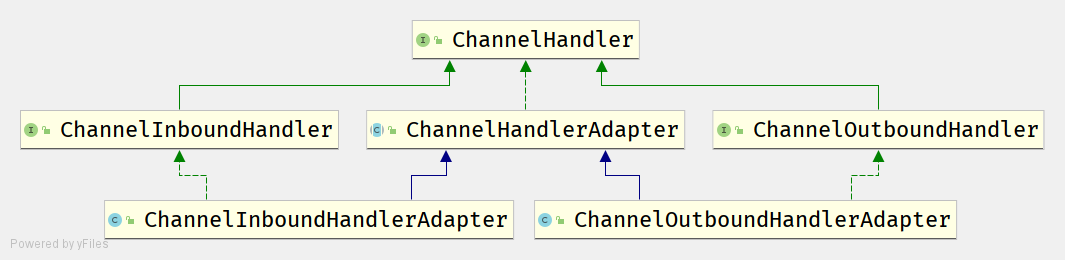 ChannelHandler
ChannelInboundHandler
ChannelHandlerAdapter
ChannelOutboundHandler
ChannelInboundHandlerAdapter
ChannelOutboundHandlerAdapter
Powered by yFiles